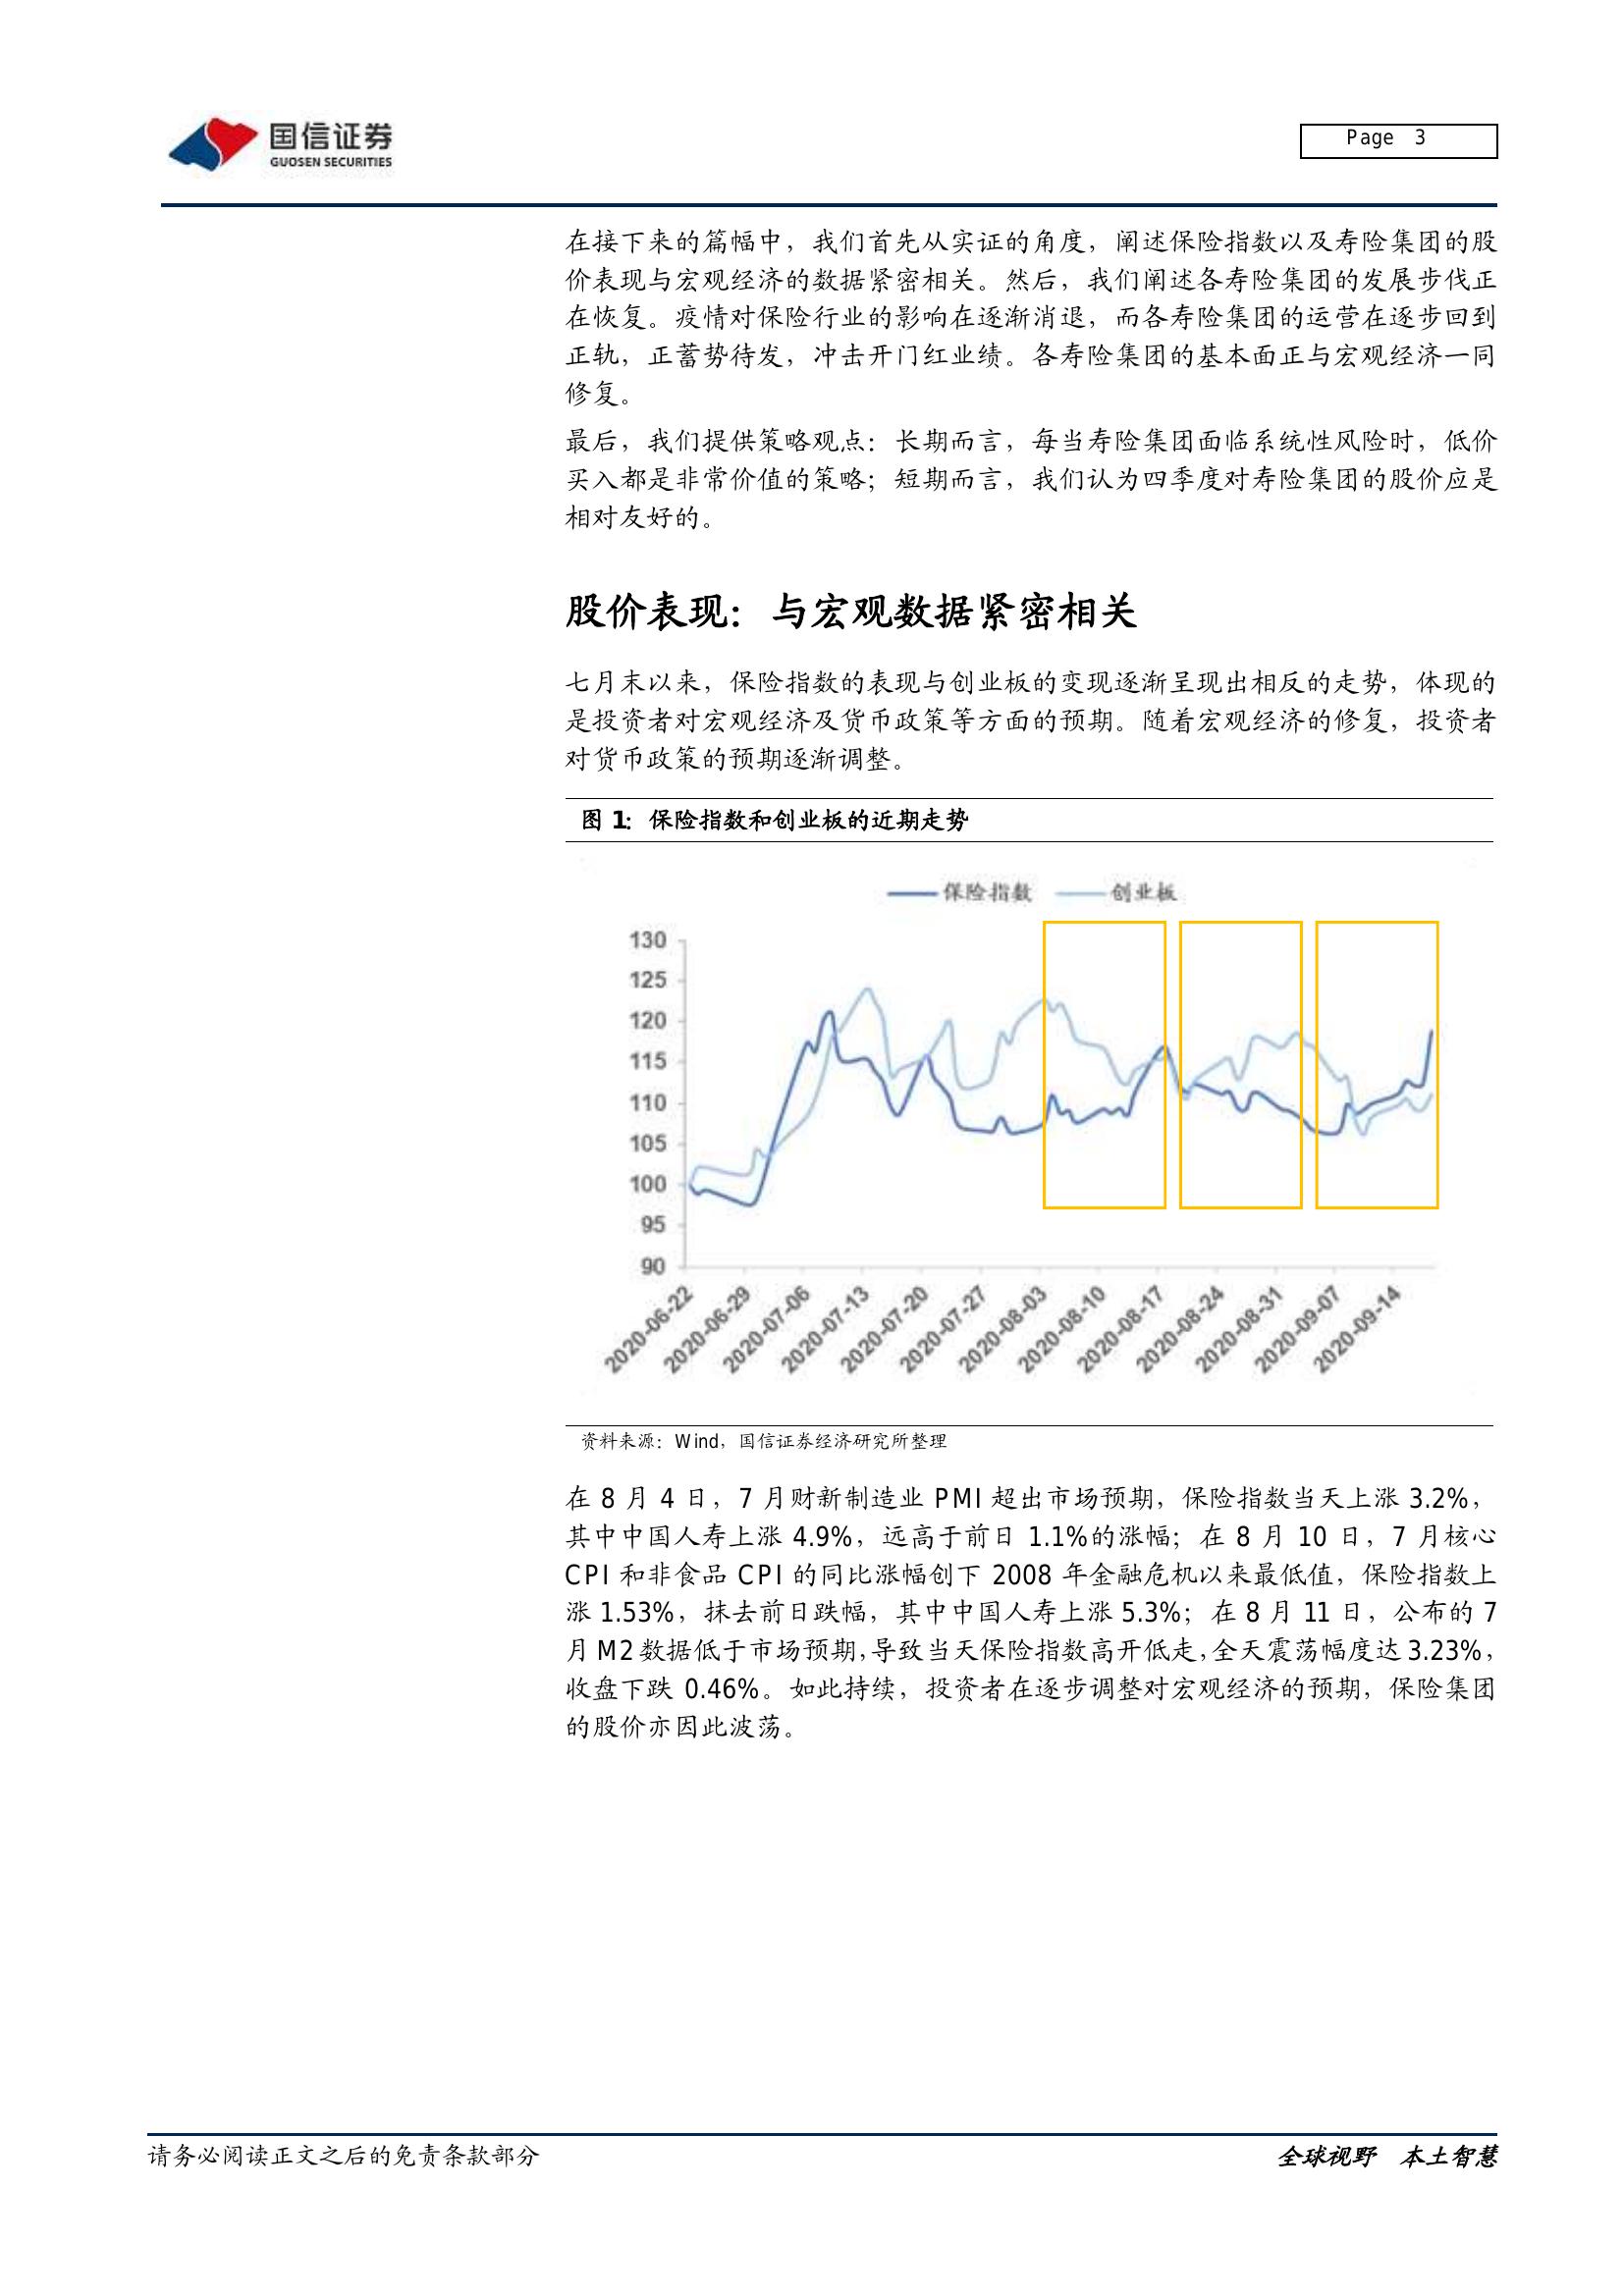 国信证券
GUOSEN SECURITIES
Page 3
在接下来的篇幅中，我们首先从实证的角度，阐述保险指数以及寿险集团的股
价表现与宏观经济的数据紧密相关。然后，我们阐述各寿险集团的发展步伐正
在恢复。疫情对保险行业的影响在逐渐消退，而各寿险集团的运营在逐步回到
正轨，正蓄势待发，冲击开门红业绩。各寿险集团的基本面正与宏观经济一同
修复。
最后，我们提供策略观点：长期而言，每当寿险集团面临系统性风险时，低价
买入都是非常价值的策略；短期而言，我们认为四季度对寿险集团的股价应是
相对友好的。
股价表现：与宏观数据紧密相关
七月末以来，保险指数的表现与创业板的变现逐渐呈现出相反的走势，体现的
是投资者对宏观经济及货币政策等方面的预期。随着宏观经济的修复，投资者
对货币政策的预期逐渐调整。
图 1：保险指数和创业板的近期走势
保险指数 创业板
130
125
120
115
110
105
100
95
90
2020-06-22 2020-06-29 2020-07-06 2020-07-13 2020-07-20 2020-07-27 2020-08-03 2020-08-10 2020-08-17 2020-08-24 2020-08-31 2020-09-07 2020-09-14
资料来源：Wind，国信证券经济研究所整理
在 8 月 4 日，7 月财新制造业 PMI 超出市场预期，保险指数当天上涨 3.2%，
其中中国人寿上涨 4.9%，远高于前日 1.1%的涨幅；在 8 月 10 日，7 月核心
CPI 和非食品 CPI 的同比涨幅创下 2008 年金融危机以来最低值，保险指数上
涨 1.53%，抹去前日跌幅，其中中国人寿上涨 5.3%；在 8 月 11 日，公布的 7
月 M2 数据低于市场预期，导致当天保险指数高开低走，全天震荡幅度达 3.23%，
收盘下跌 0.46%。如此持续，投资者在逐步调整对宏观经济的预期，保险集团
的股价亦因此波荡。
请务必阅读正文之后的免责条款部分
全球视野 本土智慧